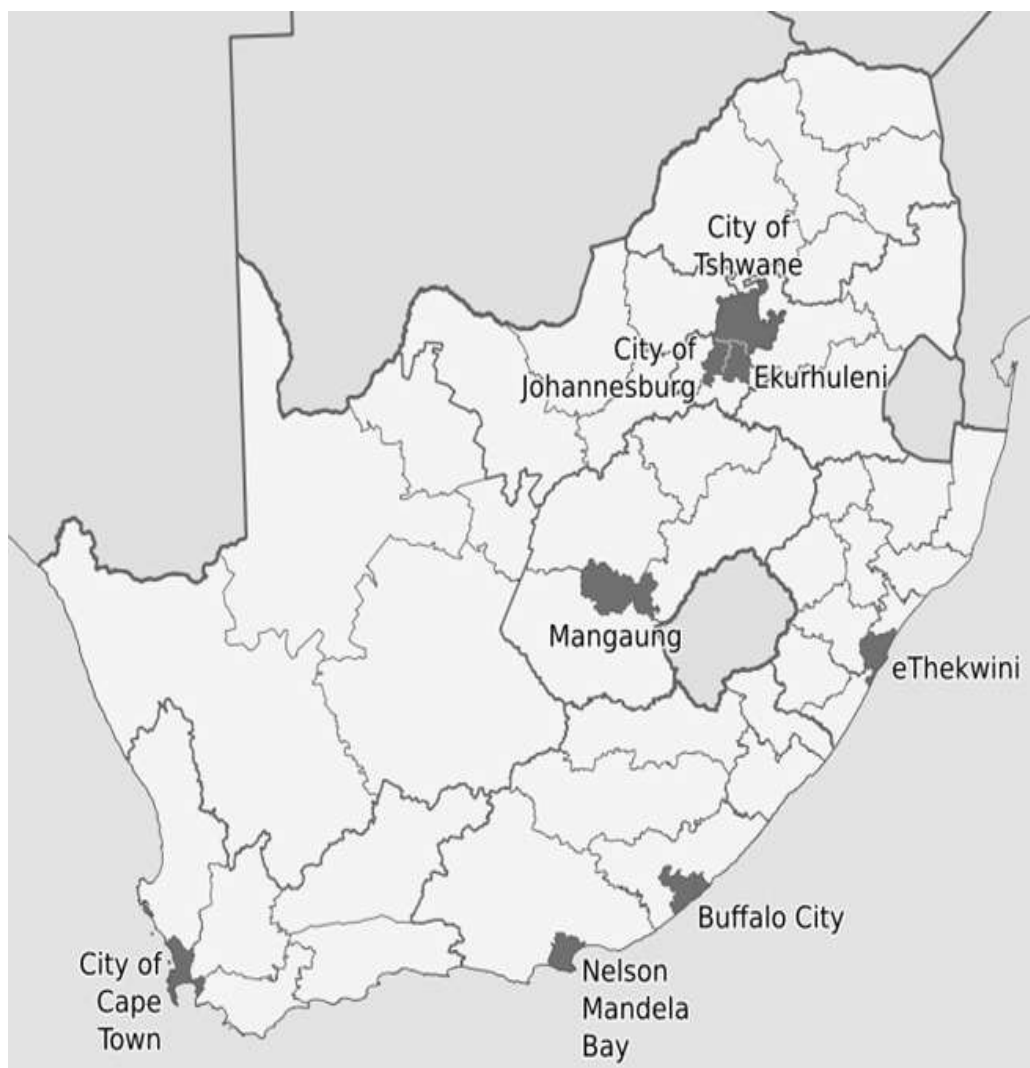 City of
Tshwane
City of
Johannesburg
Ekurhuleni
Mangaung
eThekwini
Buffalo City
Nelson
Mandela
Bay
City of
Cape
Town